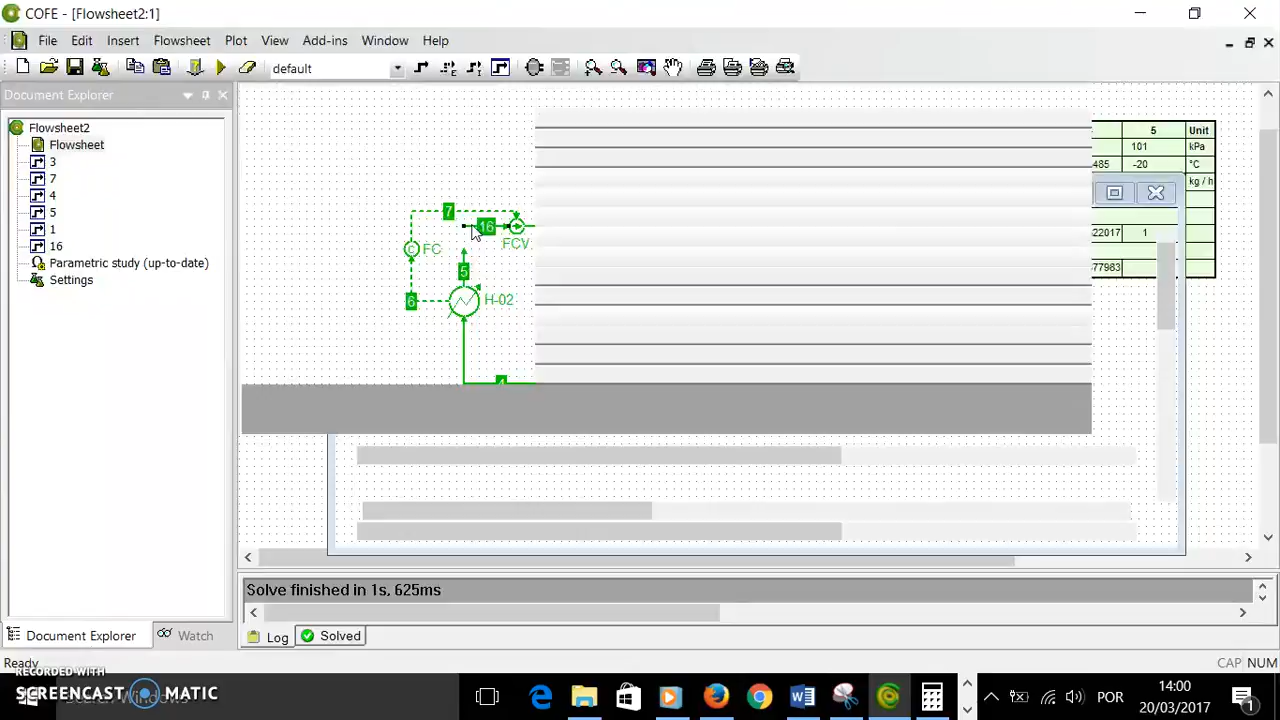 COFE - [Flowsheet2:1]
File Edit Insert Flowsheet Plot View Add-ins Window Help
default
Document Explorer
Flowsheet2
Flowsheet
3
7
4
5
1
16
Parametric study (up-to-date)
Settings
7
16
FC
C
FCV
5
6
H-02
5 Unit
101 kPa
485 -20 °C
kg / h
822017 1
77983
Solve finished in 1s, 625ms
Document Explorer Watch
Log Solved
Ready
CAP NUM
RECORDED WITH
SCREENCAST MATIC
Windows
POR
14:00
20/03/2017
1